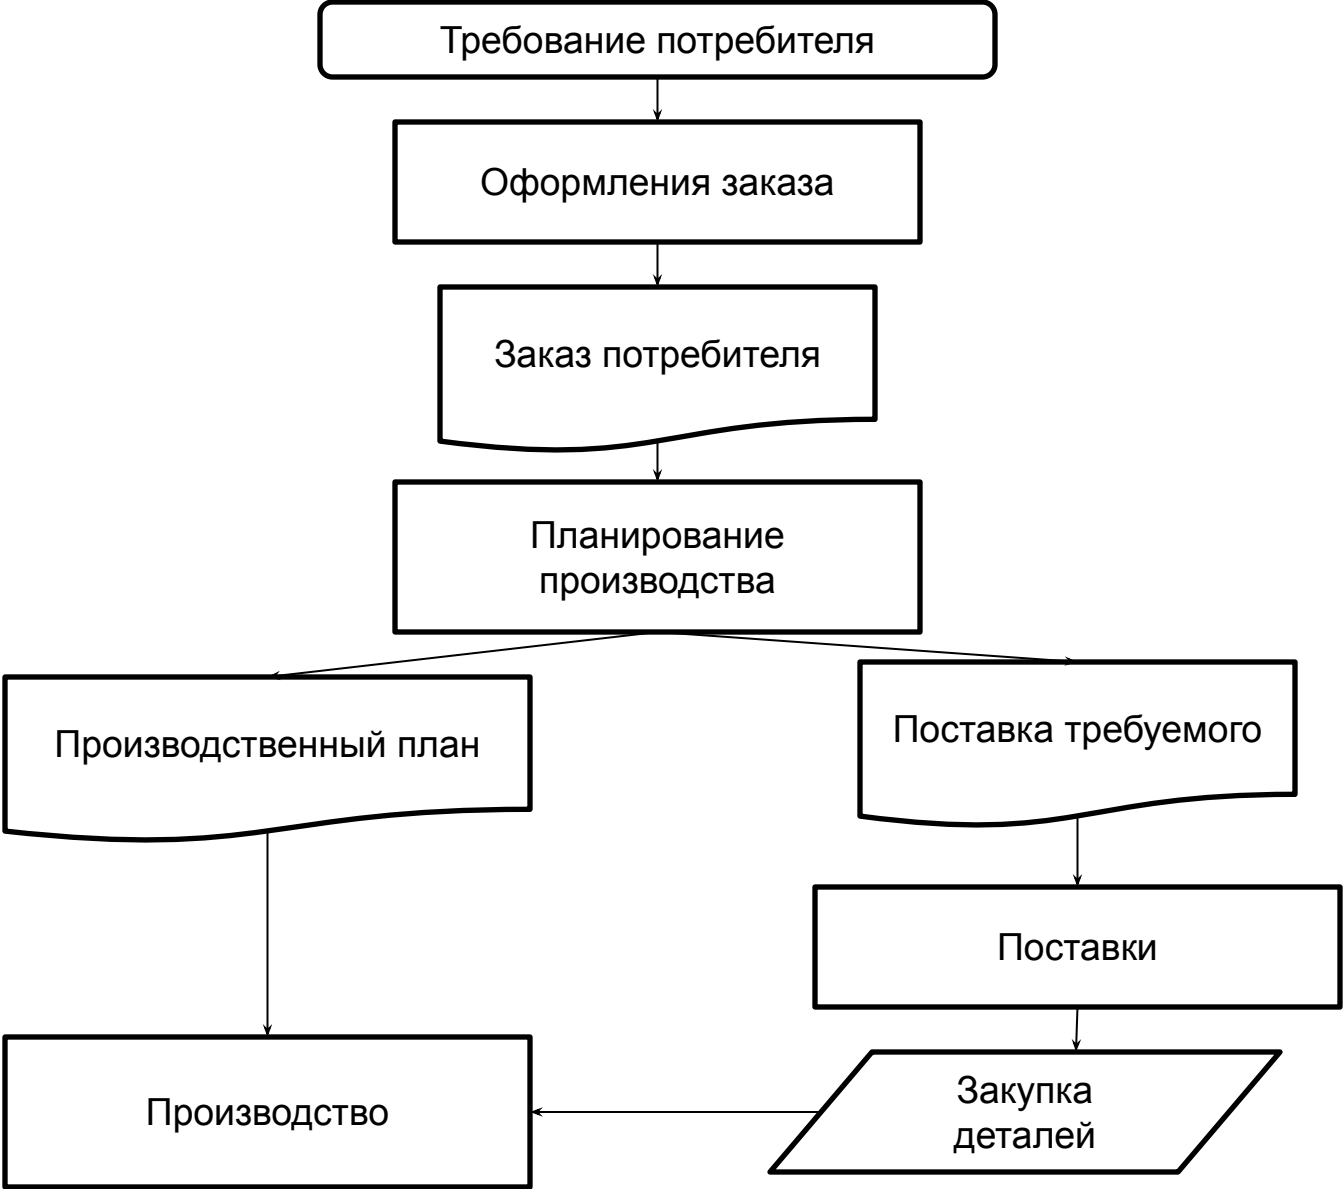 Требование потребителя
Оформления заказа
Заказ потребителя
Планирование
производства
Производственный план
Поставка требуемого
Поставки
Производство
Закупка
деталей